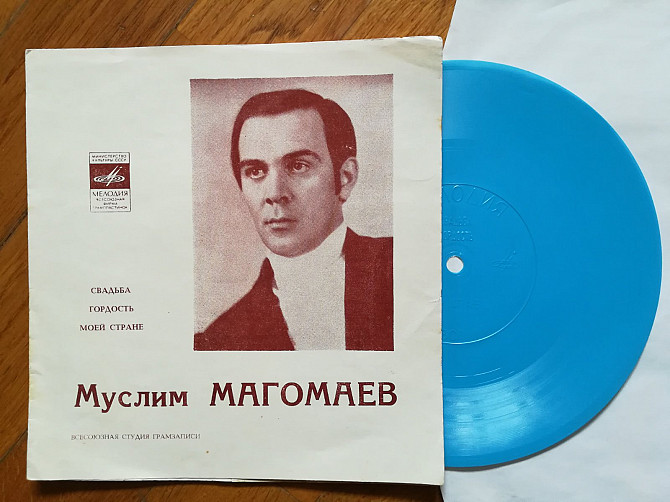 МИНИСТЕРСТВО
КУЛЬТУРЫ СССР
МЕЛОДИЯ
ВСЕСОЮЗНАЯ
ФИРМА
ГРАМПЛАСТИНОК
СВАДЬБА
ГОРДОСТЬ
МОЕЙ СТРАНЕ
Муслим МАГОМАЕВ
ВСЕСОЮЗНАЯ СТУДИЯ ГРАМЗАПИСИ